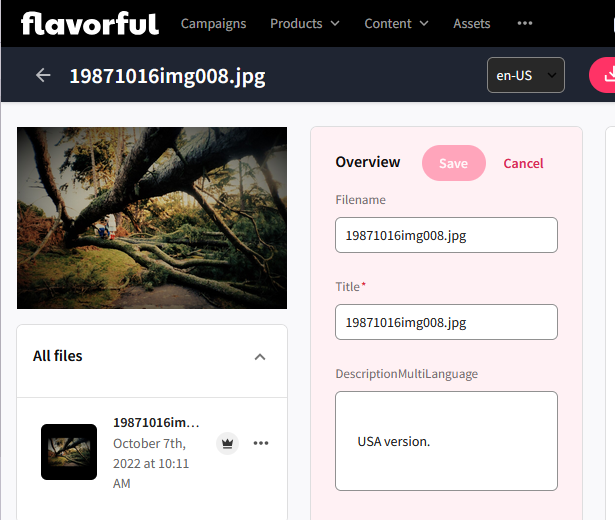 flavorful Campaigns Products Content Assets •••
19871016img008.jpg en-US
Overview Save Cancel
Filename
19871016img008.jpg
Title*
19871016img008.jpg
DescriptionMultiLanguage
USA version.
All files
19871016im...
October 7th,
2022 at 10:11
AM